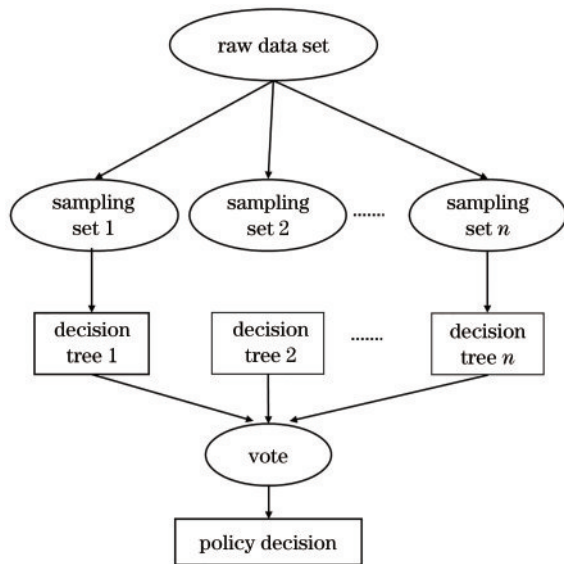 raw data set
sampling
set 1
sampling
set 2
.......
sampling
set n
decision
tree 1
decision
tree 2
.......
decision
tree n
vote
policy decision